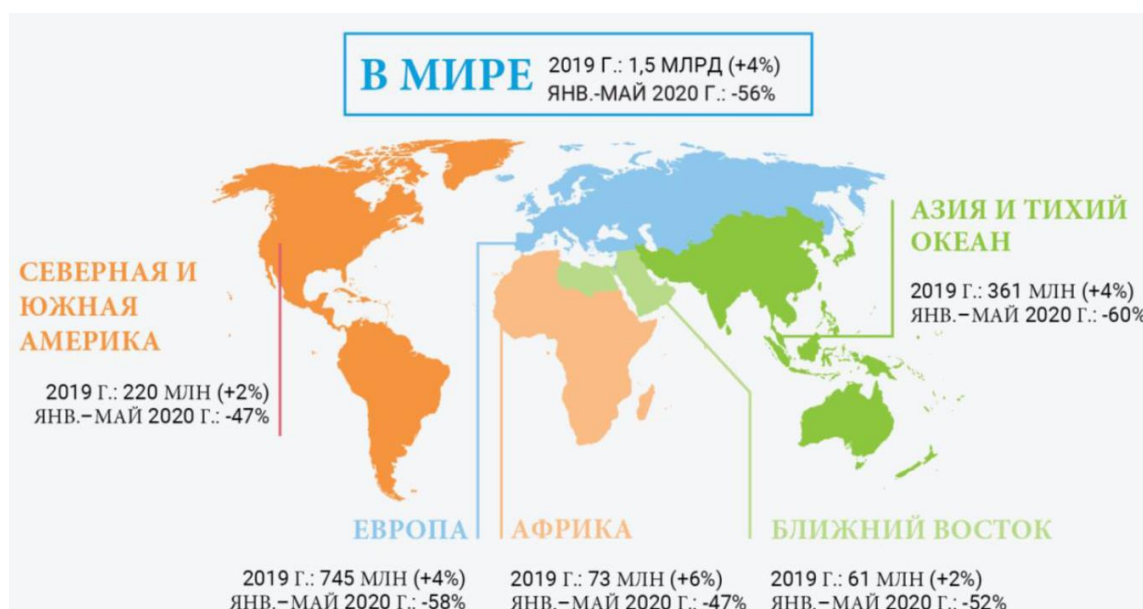 В МИРЕ
2019 Г.: 1,5 МЛРД (+4%)
ЯНВ.-МАЙ 2020 Г.: -56%
СЕВЕРНАЯ И
ЮЖНАЯ
АМЕРИКА
2019 Г.: 220 МЛН (+2%)
ЯНВ.–МАЙ 2020 Г.: -47%
АЗИЯ И ТИХИЙ
ОКЕАН
2019 Г.: 361 МЛН (+4%)
ЯНВ.–МАЙ 2020 Г.: -60%
ЕВРОПА
2019 Г.: 745 МЛН (+4%)
ЯНВ.–МАЙ 2020 Г.: -58%
АФРИКА
2019 Г.: 73 МЛН (+6%)
ЯНВ.–МАЙ 2020 Г.: -47%
БЛИЖНИЙ ВОСТОК
2019 Г.: 61 МЛН (+2%)
ЯНВ.–МАЙ 2020 Г.: -52%